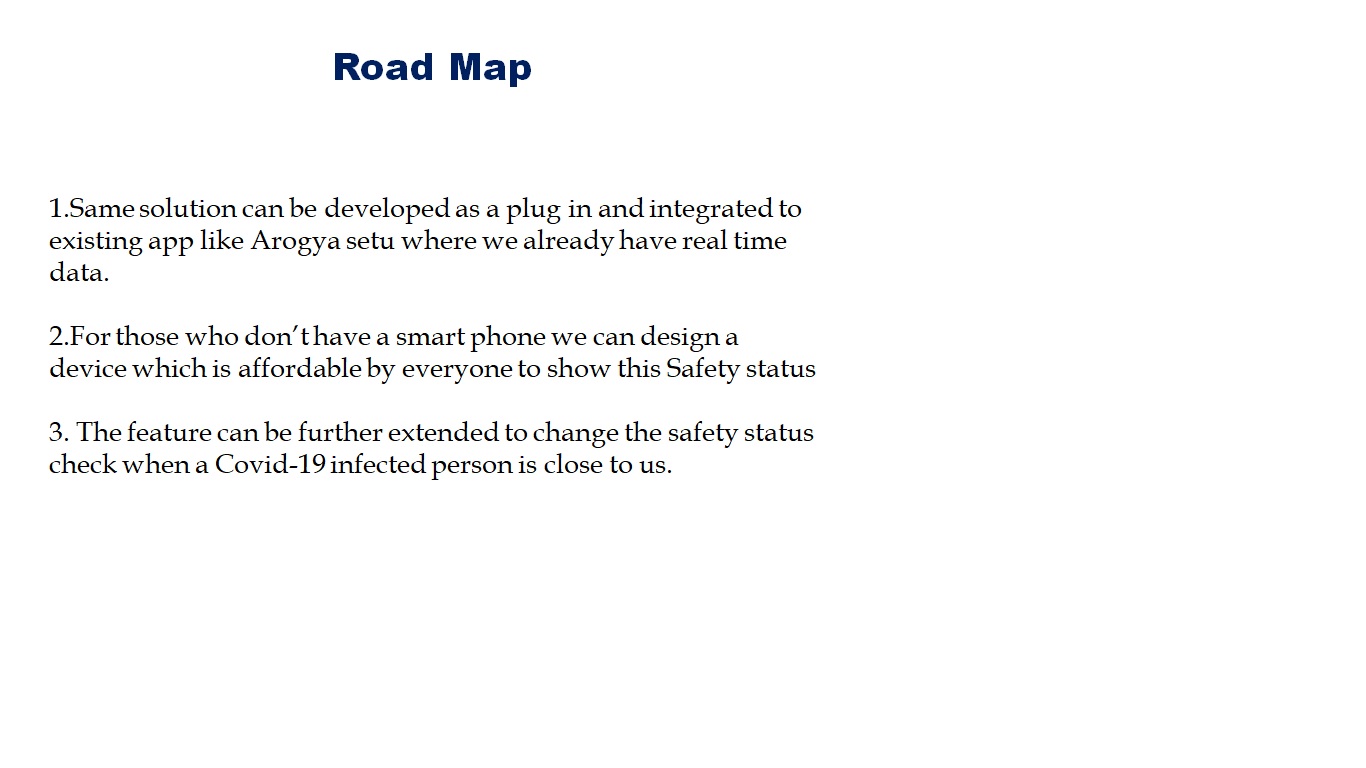 Road Map
1.Same solution can be developed as a plug in and integrated to
existing app like Arogya setu where we already have real time
data.
2.For those who don’t have a smart phone we can design a
device which is affordable by everyone to show this Safety status
3. The feature can be further extended to change the safety status
check when a Covid-19 infected person is close to us.